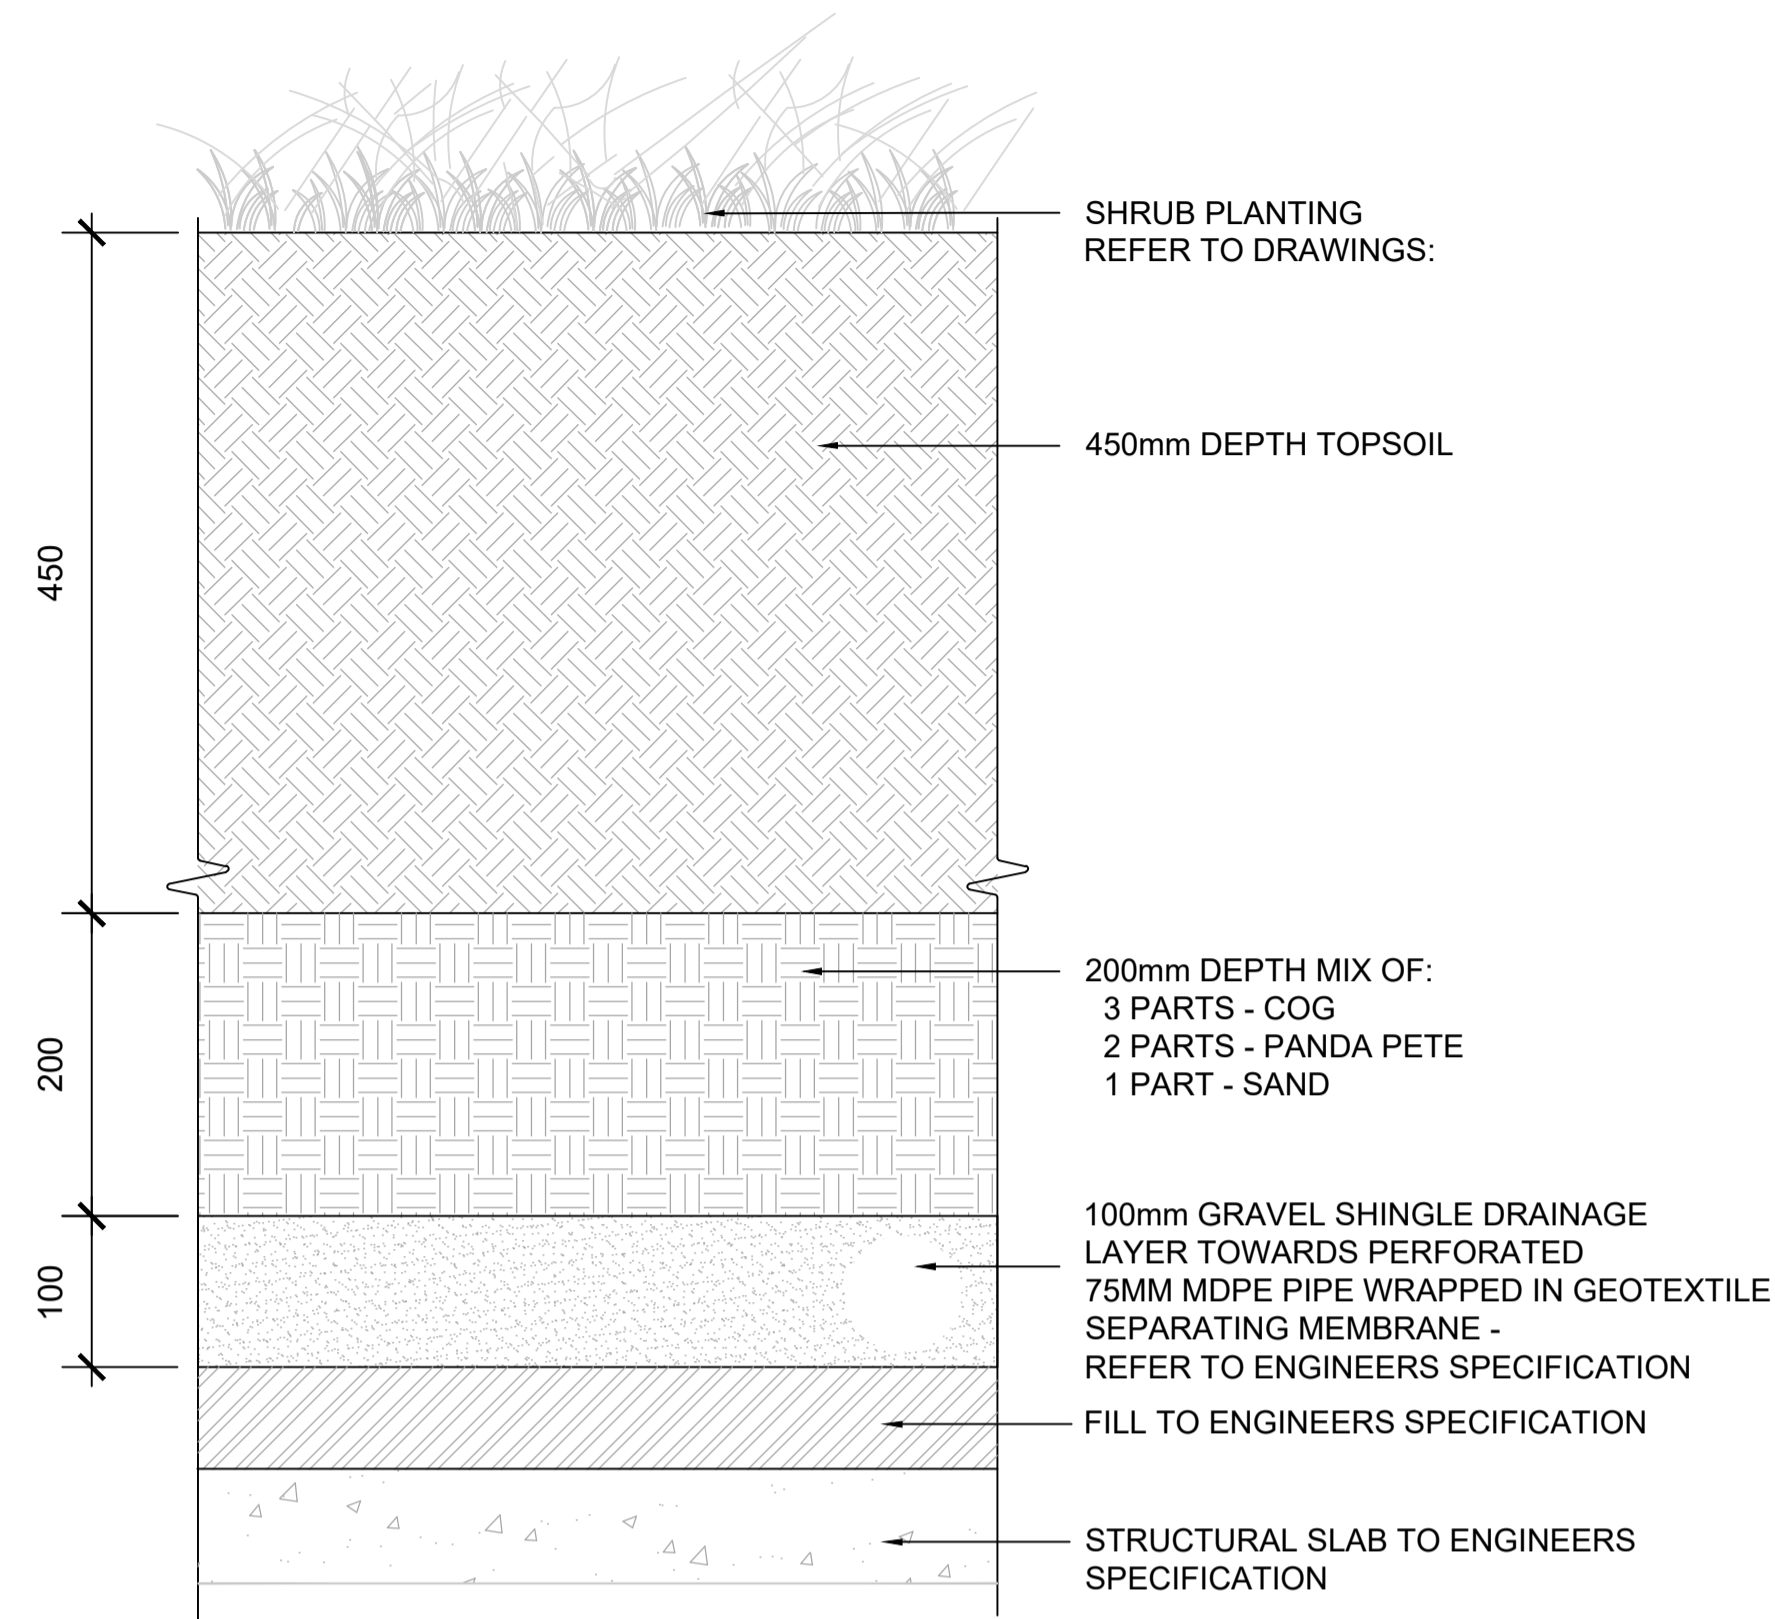 SHRUB PLANTING
REFER TO DRAWINGS:
450mm DEPTH TOPSOIL
450
200mm DEPTH MIX OF:
3 PARTS - COG
2 PARTS - PANDA PETE
1 PART - SAND
200
100mm GRAVEL SHINGLE DRAINAGE
LAYER TOWARDS PERFORATED
75MM MDPE PIPE WRAPPED IN GEOTEXTILE
SEPARATING MEMBRANE -
REFER TO ENGINEERS SPECIFICATION
100
FILL TO ENGINEERS SPECIFICATION
STRUCTURAL SLAB TO ENGINEERS
SPECIFICATION